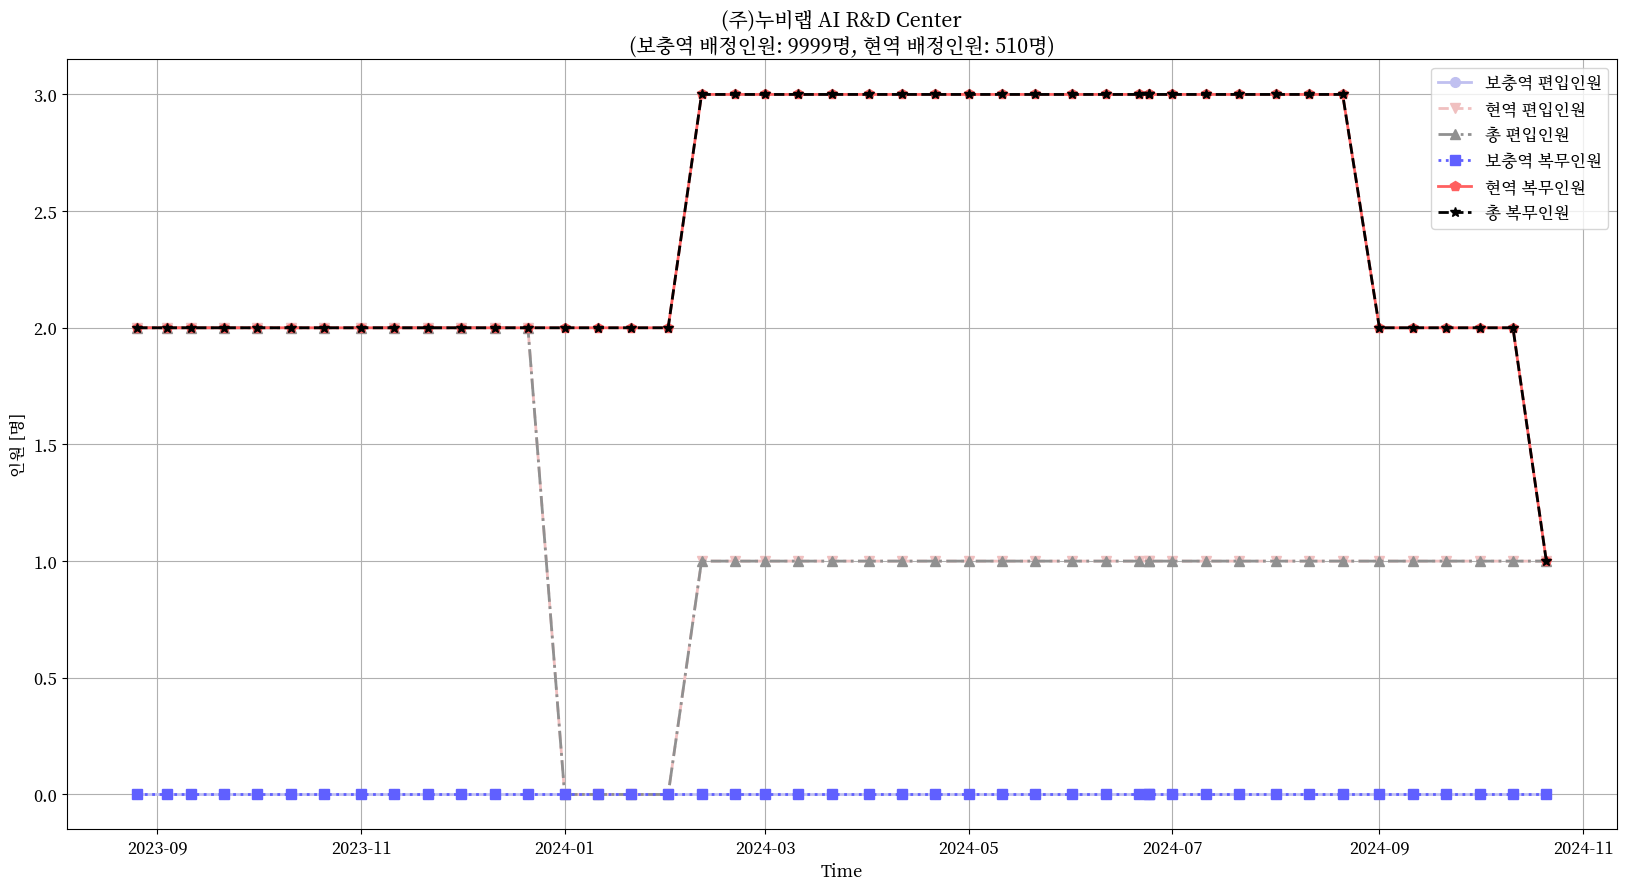 (주)누비랩 AI R&D Center
(보충역 배정인원: 9999명, 현역 배정인원: 510명)
보충역 편입인원
현역 편입인원
총 편입인원
보충역 복무인원
현역 복무인원
총 복무인원
인원 [명]
3.0
2.5
2.0
1.5
1.0
0.5
0.0
2023-09 2023-11 2024-01 2024-03 2024-05 2024-07 2024-09 2024-11
Time